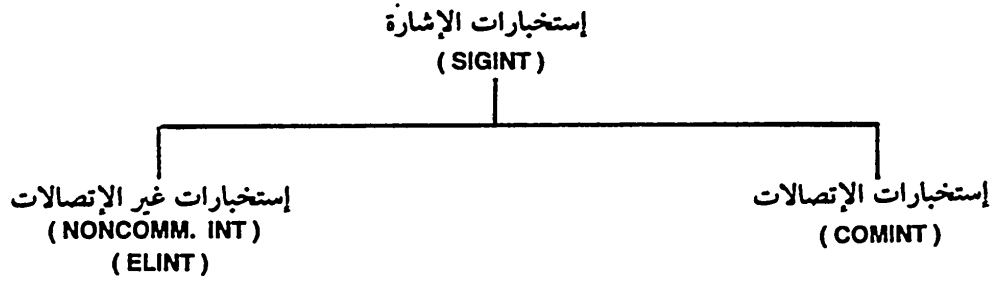 إستخبارات الإشارة
( SIGINT )
إستخبارات الإتصالات
( COMINT )
إستخبارات غير الإتصالات
( NONCOMM. INT )
( ELINT )